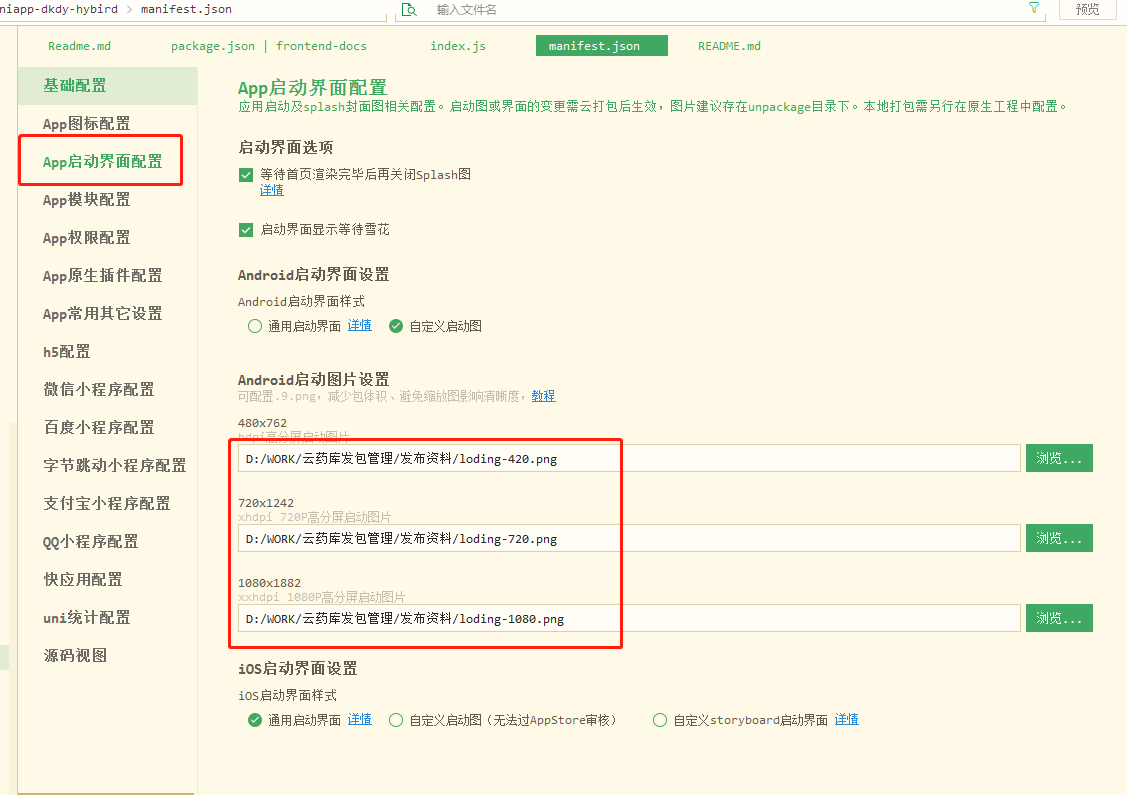 niapp-dkdy-hybird > manifest.json
输入文件名
预览
Readme.md
package.json | frontend-docs
index.js
manifest.json
README.md
基础配置
App图标配置
App启动界面配置
App模块配置
App权限配置
App原生插件配置
App常用其它设置
h5配置
微信小程序配置
百度小程序配置
字节跳动小程序配置
支付宝小程序配置
QQ小程序配置
快应用配置
uni统计配置
源码视图
App启动界面配置
应用启动及splash封面图相关配置。启动图或界面的变更需云打包后生效，图片建议存在unpackage目录下。本地打包需另行在原生工程中配置。
启动界面选项
等待首页渲染完毕后再关闭Splash图
详情
启动界面显示等待雪花
Android启动界面设置
Android启动界面样式
通用启动界面 详情 自定义启动图
Android启动图片设置
可配置.9.png，减少包体积、避免缩放图影响清晰度，教程
480x762
hdpi高分屏启动图片
D:/WORK/云药库发包管理/发布资料/loding-420.png
浏览...
720x1242
xhdpi 720P高分屏启动图片
D:/WORK/云药库发包管理/发布资料/loding-720.png
浏览...
1080x1882
xxhdpi 1080P高分屏启动图片
D:/WORK/云药库发包管理/发布资料/loding-1080.png
浏览...
iOS启动界面设置
iOS启动界面样式
通用启动界面 详情 自定义启动图（无法过AppStore审核） 自定义storyboard启动界面 详情